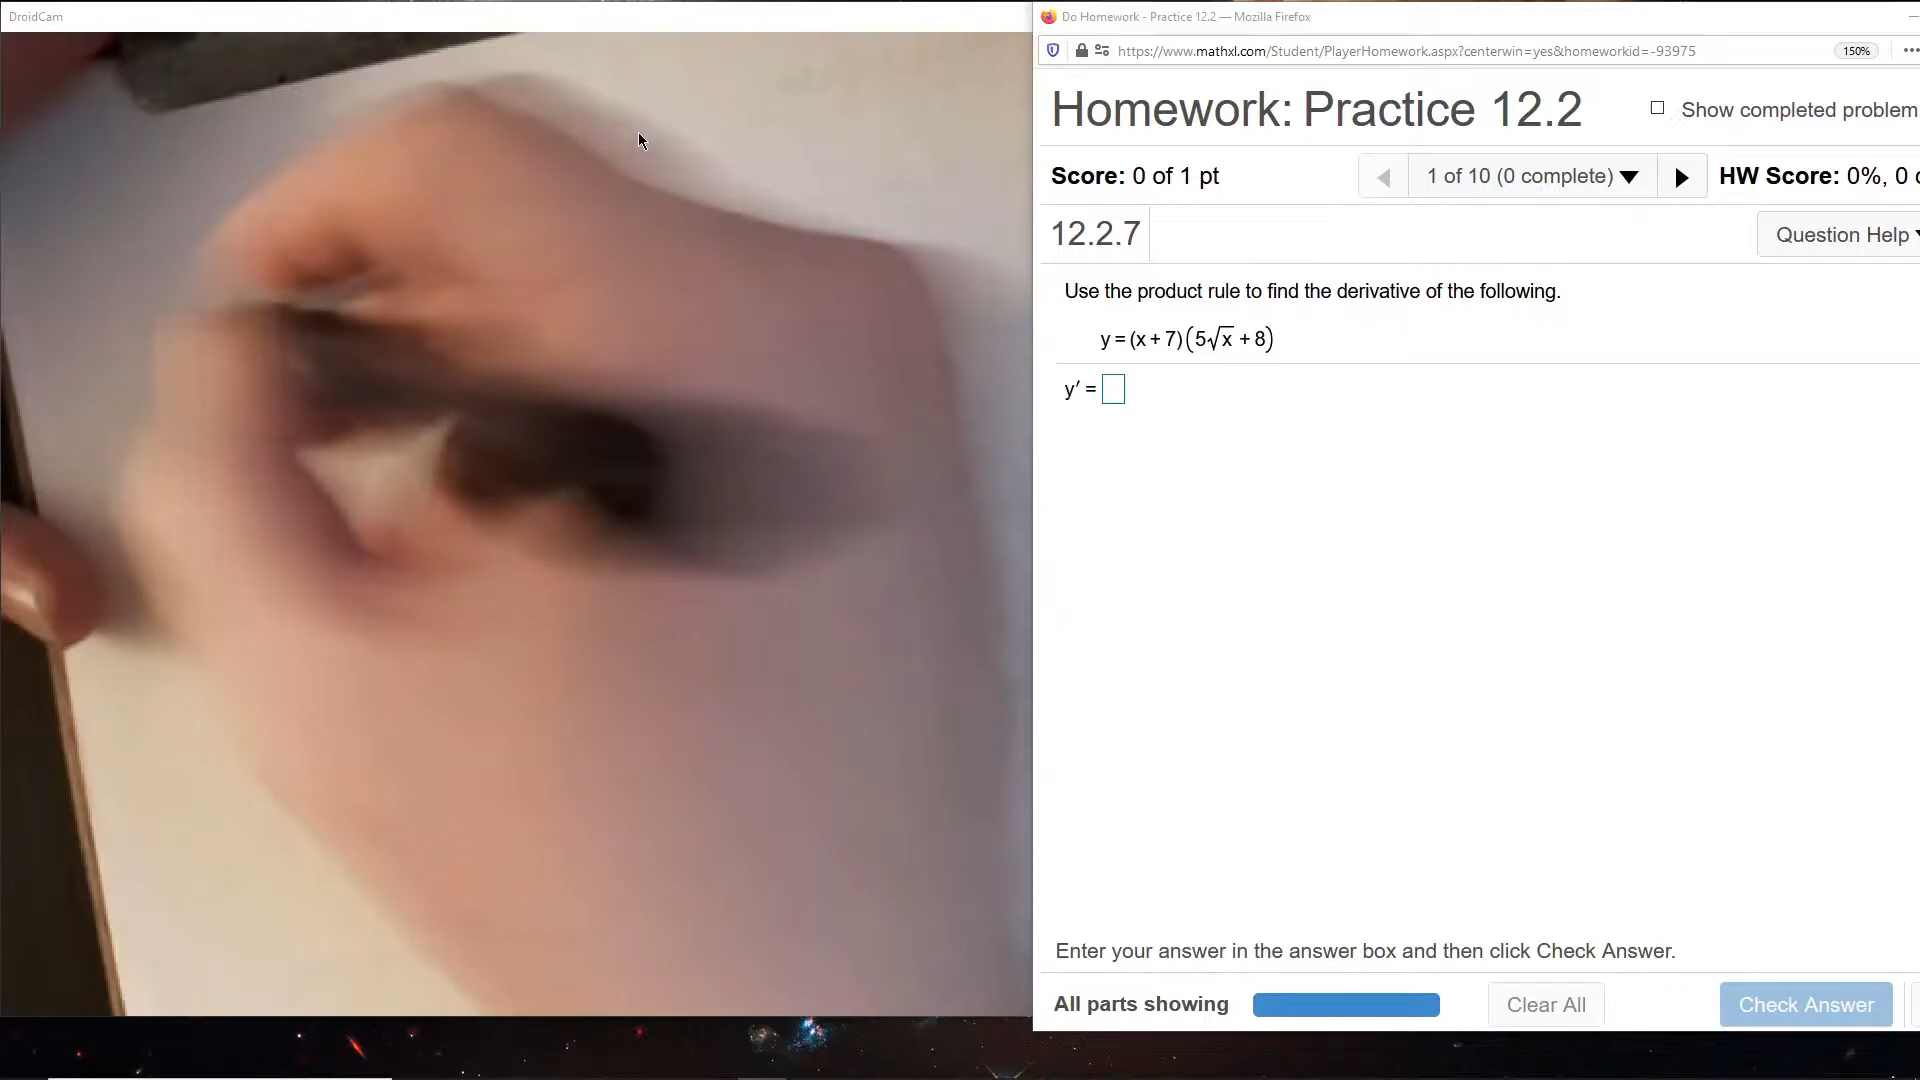 DroidCam
Do Homework - Practice 12.2 — Mozilla Firefox
https://www.mathxl.com/Student/PlayerHomework.aspx?centerwin=yes&homeworkid=-93975
150%
Homework: Practice 12.2
Show completed problem
Score: 0 of 1 pt
1 of 10 (0 complete)
HW Score: 0%, 0
12.2.7
Question Help
Use the product rule to find the derivative of the following.
y = (x + 7)(5√x + 8)
y′ =
Enter your answer in the answer box and then click Check Answer.
All parts showing
Clear All
Check Answer